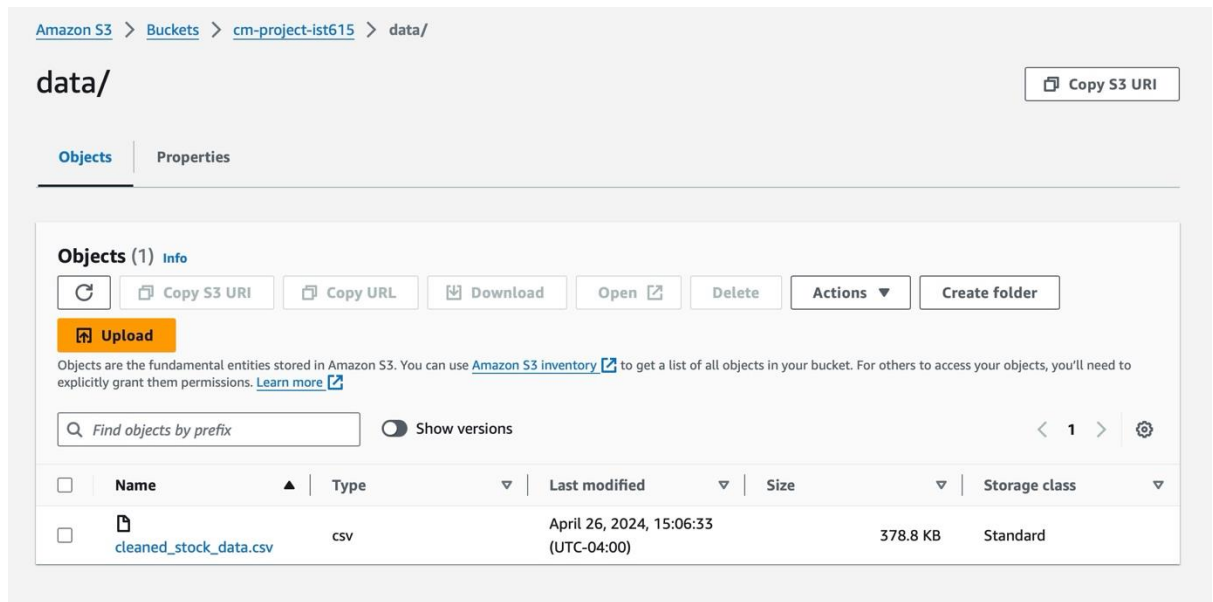 Amazon S3 > Buckets > cm-project-ist615 > data/
data/
Copy S3 URI
Objects Properties
Objects (1) Info
Copy S3 URI Copy URL Download Open Delete Actions Create folder
Upload
Objects are the fundamental entities stored in Amazon S3. You can use Amazon S3 inventory to get a list of all objects in your bucket. For others to access your objects, you'll need to
explicitly grant them permissions. Learn more
Find objects by prefix Show versions < 1 >
Name Type Last modified Size Storage class
cleaned_stock_data.csv csv April 26, 2024, 15:06:33 (UTC-04:00) 378.8 KB Standard